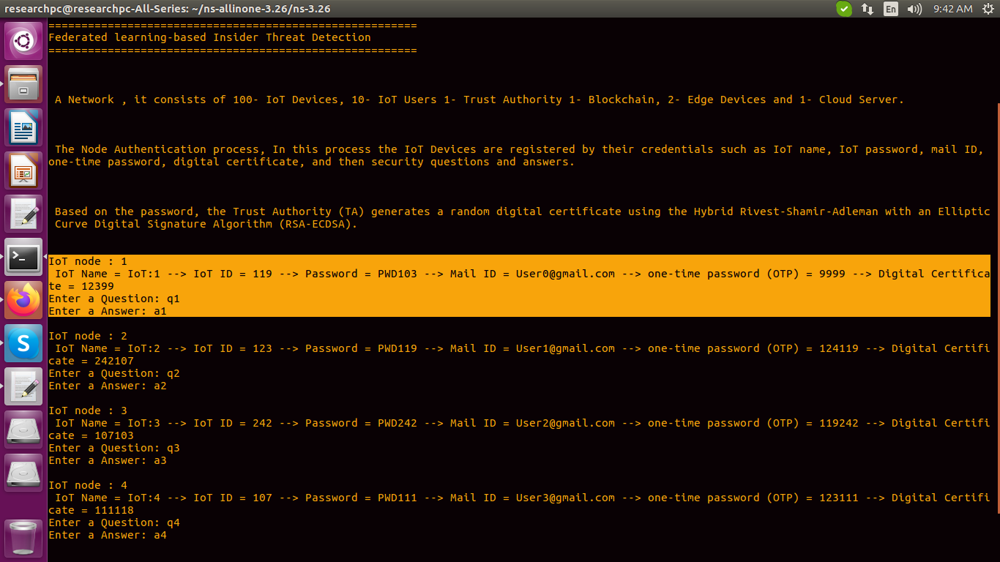 researchpc@researchpc-All-Series: ~/ns-allinone-3.26/ns-3.26
En
9:42 AM
========================================================
Federated learning-based Insider Threat Detection
========================================================
A Network , it consists of 100- IoT Devices, 10- IoT Users 1- Trust Authority 1- Blockchain, 2- Edge Devices and 1- Cloud Server.
The Node Authentication process, In this process the IoT Devices are registered by their credentials such as IoT name, IoT password, mail ID,
one-time password, digital certificate, and then security questions and answers.
Based on the password, the Trust Authority (TA) generates a random digital certificate using the Hybrid Rivest-Shamir-Adleman with an Elliptic
Curve Digital Signature Algorithm (RSA-ECDSA).
IoT node : 1
IoT Name = IoT:1 --> IoT ID = 119 --> Password = PWD103 --> Mail ID = User0@gmail.com --> one-time password (OTP) = 9999 --> Digital Certifica
te = 12399
Enter a Question: q1
Enter a Answer: a1
IoT node : 2
IoT Name = IoT:2 --> IoT ID = 123 --> Password = PWD119 --> Mail ID = User1@gmail.com --> one-time password (OTP) = 124119 --> Digital Certifi
cate = 242107
Enter a Question: q2
Enter a Answer: a2
IoT node : 3
IoT Name = IoT:3 --> IoT ID = 242 --> Password = PWD242 --> Mail ID = User2@gmail.com --> one-time password (OTP) = 119242 --> Digital Certifi
cate = 107103
Enter a Question: q3
Enter a Answer: a3
IoT node : 4
IoT Name = IoT:4 --> IoT ID = 107 --> Password = PWD111 --> Mail ID = User3@gmail.com --> one-time password (OTP) = 123111 --> Digital Certifi
cate = 111118
Enter a Question: q4
Enter a Answer: a4